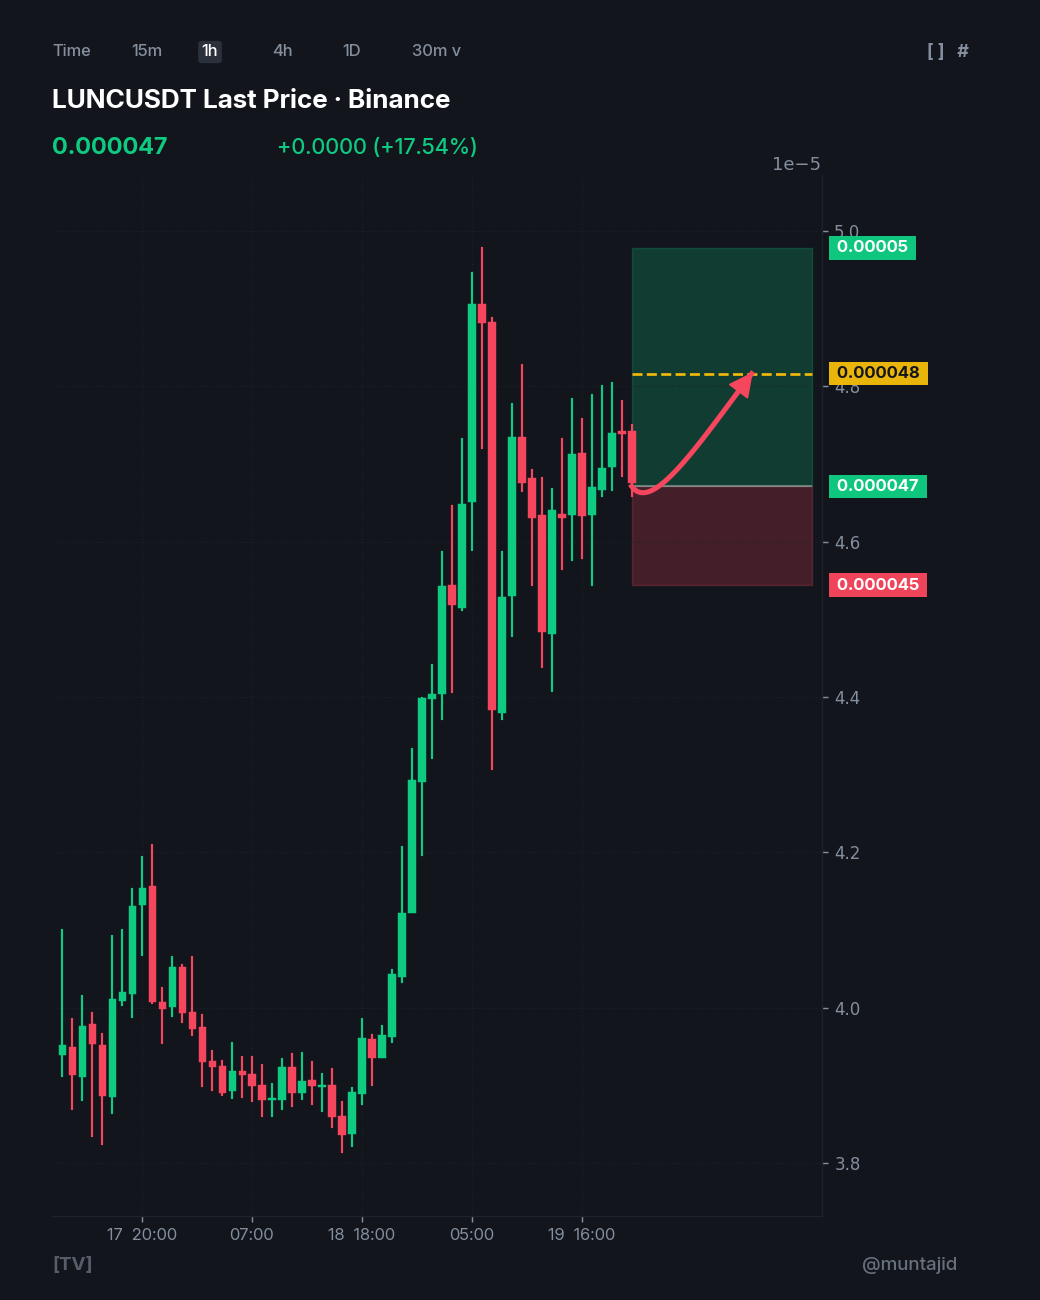 Time 15m 1h 4h 1D 30m v [ ] #
LUNCUSDT Last Price · Binance
0.000047 +0.0000 (+17.54%)
1e−5
5.0
0.00005
0.000048
4.8
0.000047
4.6
0.000045
4.4
4.2
4.0
3.8
17 20:00 07:00 18 18:00 05:00 19 16:00
[TV] @muntajid